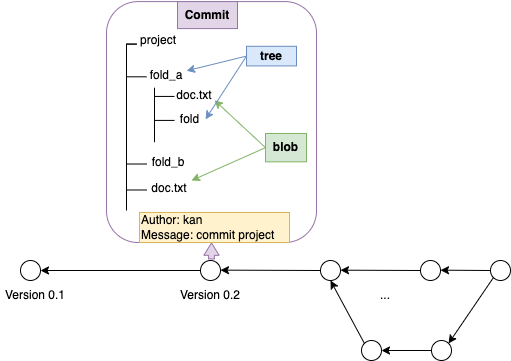 Commit
project
tree
fold_a
doc.txt
fold
blob
fold_b
doc.txt
Author: kan
Message: commit project
Version 0.1
Version 0.2
...